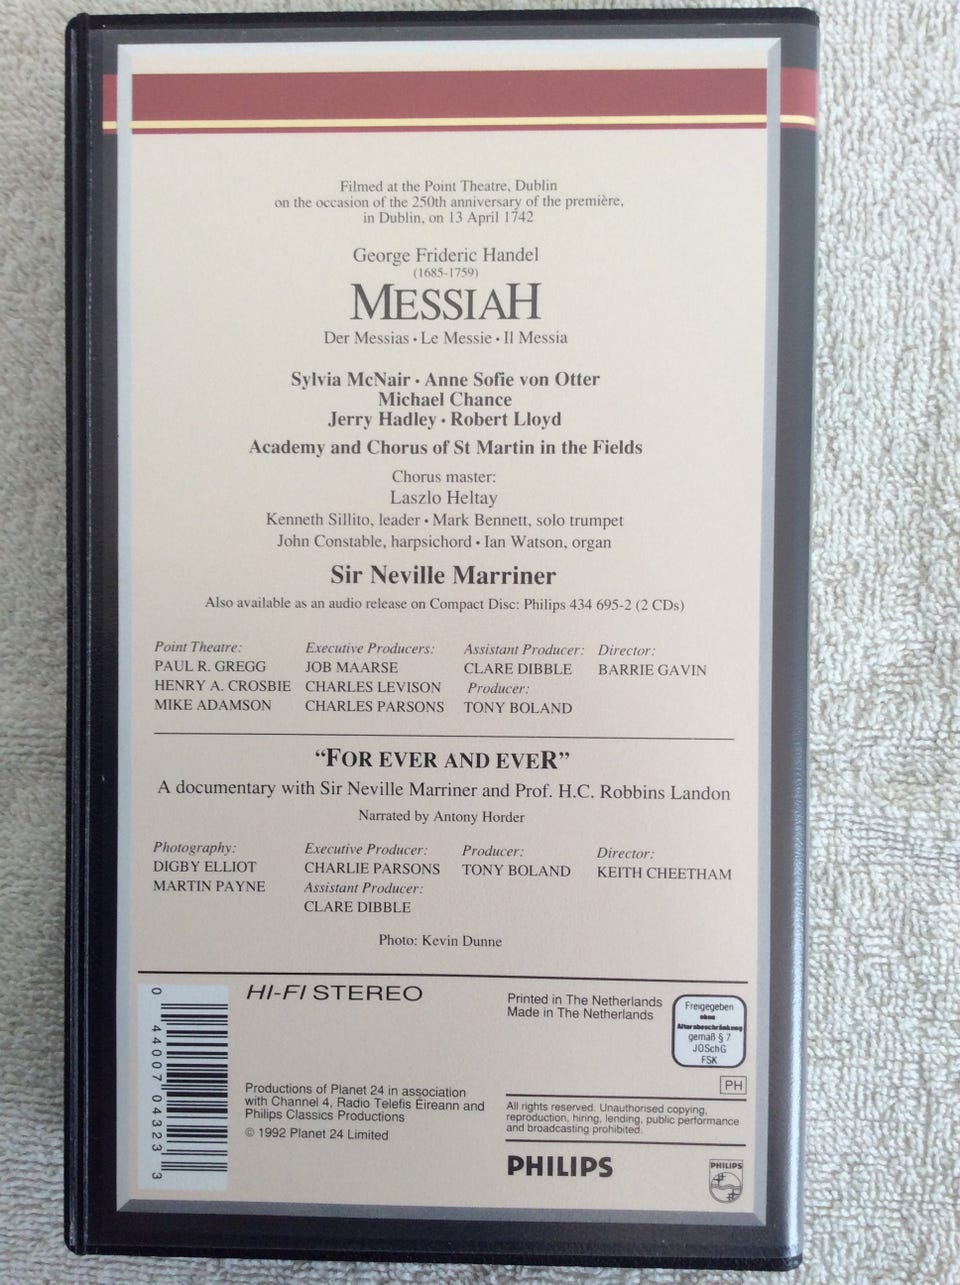 Filmed at the Point Theatre, Dublin
on the occasion of the 250th anniversary of the première,
in Dublin, on 13 April 1742
George Frideric Handel
(1685-1759)
MESSIAH
Der Messias • Le Messie • Il Messia
Sylvia McNair • Anne Sofie von Otter
Michael Chance
Jerry Hadley • Robert Lloyd
Academy and Chorus of St Martin in the Fields
Chorus master:
Laszlo Heltay
Kenneth Sillito, leader • Mark Bennett, solo trumpet
John Constable, harpsichord • Ian Watson, organ
Sir Neville Marriner
Also available as an audio release on Compact Disc: Philips 434 695-2 (2 CDs)
Point Theatre:
PAUL R. GREGG
HENRY A. CROSBIE
MIKE ADAMSON
Executive Producers:
JOB MAARSE
CHARLES LEVISON
CHARLES PARSONS
Assistant Producer:
CLARE DIBBLE
Producer:
TONY BOLAND
Director:
BARRIE GAVIN
“FOR EVER AND EVER”
A documentary with Sir Neville Marriner and Prof. H.C. Robbins Landon
Narrated by Antony Horder
Photography:
DIGBY ELLIOT
MARTIN PAYNE
Executive Producer:
CHARLIE PARSONS
Assistant Producer:
CLARE DIBBLE
Producer:
TONY BOLAND
Director:
KEITH CHEETHAM
Photo: Kevin Dunne
0 44007 04323 3
HI-FI STEREO
Productions of Planet 24 in association
with Channel 4, Radio Telefis Éireann and
Philips Classics Productions
© 1992 Planet 24 Limited
Printed in The Netherlands
Made in The Netherlands
Freigegeben
ohne
Altersbeschränkung
gemäß § 7
JÖSchG
FSK
PH
All rights reserved. Unauthorised copying,
reproduction, hiring, lending, public performance
and broadcasting prohibited.
PHILIPS
PHILIPS